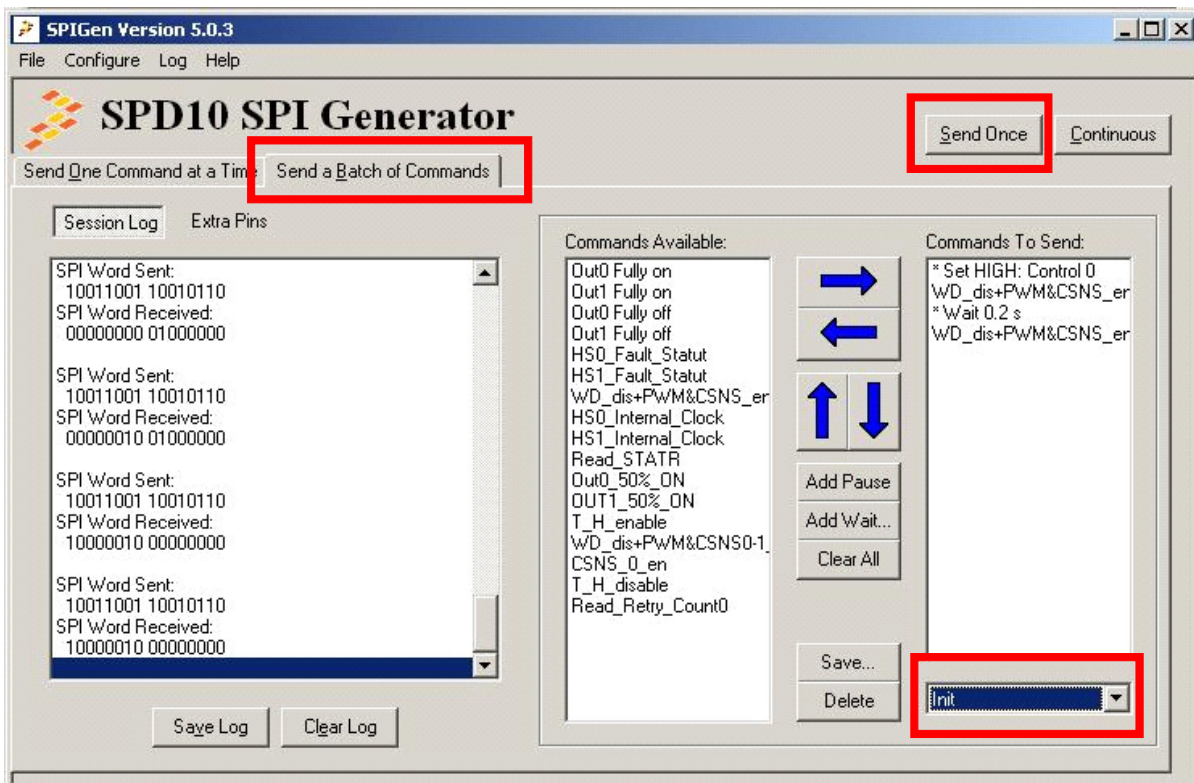 SPIGen Version 5.0.3
File Configure Log Help
SPD10 SPI Generator
Send Once
Continuous
Send One Command at a Time
Send a Batch of Commands
Session Log
Extra Pins
SPI Word Sent:
10011001 10010110
SPI Word Received:
00000000 01000000
SPI Word Sent:
10011001 10010110
SPI Word Received:
00000010 01000000
SPI Word Sent:
10011001 10010110
SPI Word Received:
10000010 00000000
SPI Word Sent:
10011001 10010110
SPI Word Received:
10000010 00000000
Save Log
Clear Log
Commands Available:
Out0 Fully on
Out1 Fully on
Out0 Fully off
Out1 Fully off
HS0_Fault_Statut
HS1_Fault_Statut
WD_dis+PWM&CSNS_er
HS0_Internal_Clock
HS1_Internal_Clock
Read_STATR
Out0_50%_ON
OUT1_50%_ON
T_H_enable
WD_dis+PWM&CSNS0-1_
CSNS_0_en
T_H_disable
Read_Retry_Count0
Add Pause
Add Wait...
Clear All
Save...
Delete
Commands To Send:
* Set HIGH: Control 0
WD_dis+PWM&CSNS_er
* Wait 0.2 s
WD_dis+PWM&CSNS_er
Init